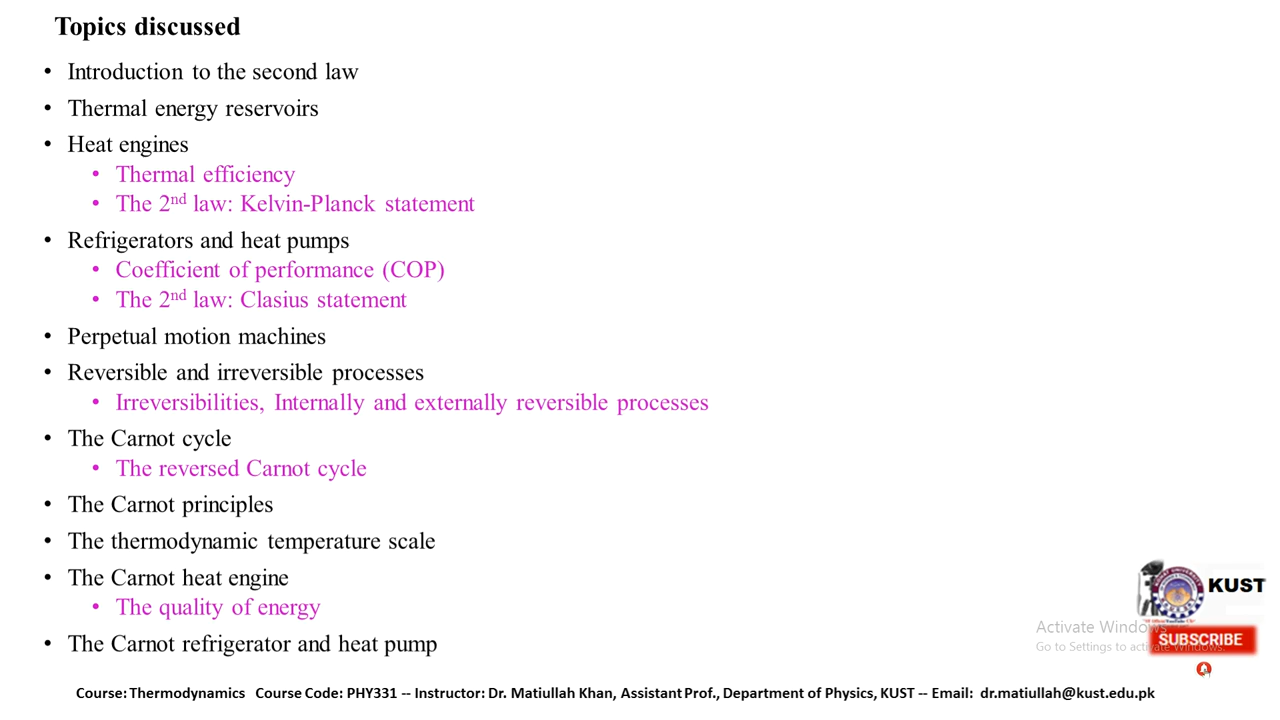 Topics discussed
• Introduction to the second law
• Thermal energy reservoirs
• Heat engines
• Thermal efficiency
• The 2nd law: Kelvin-Planck statement
• Refrigerators and heat pumps
• Coefficient of performance (COP)
• The 2nd law: Clasius statement
• Perpetual motion machines
• Reversible and irreversible processes
• Irreversibilities, Internally and externally reversible processes
• The Carnot cycle
• The reversed Carnot cycle
• The Carnot principles
• The thermodynamic temperature scale
• The Carnot heat engine
• The quality of energy
• The Carnot refrigerator and heat pump
KUST
Activate Windows
SUBSCRIBE
Go to Settings to activate Windows.
Course: Thermodynamics Course Code: PHY331 -- Instructor: Dr. Matiullah Khan, Assistant Prof., Department of Physics, KUST -- Email: dr.matiullah@kust.edu.pk